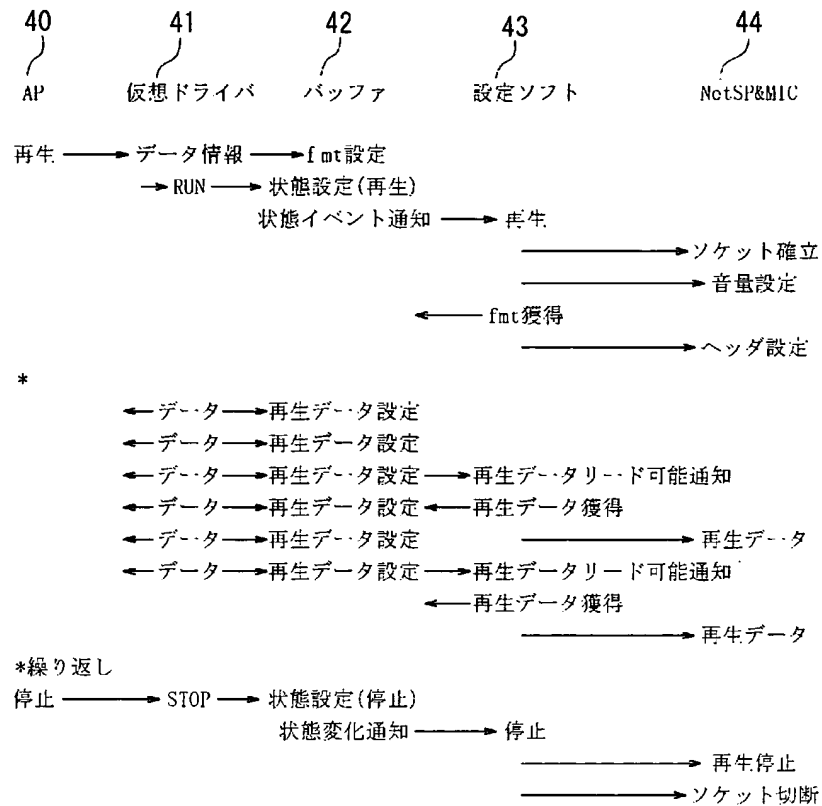 40 41 42 43 44
AP 仮想ドライバ バッファ 設定ソフト NetSP&MIC
再生 → データ情報 → fmt設定
→ RUN → 状態設定(再生)
状態イベント通知 → 再生
→ ソケット確立
→ 音量設定
← fmt獲得
→ ヘッダ設定
*
← データ → 再生データ設定
← データ → 再生データ設定
← データ → 再生データ設定 → 再生データリード可能通知
← データ → 再生データ設定 ← 再生データ獲得
← データ → 再生データ設定 → 再生データ
← データ → 再生データ設定 → 再生データリード可能通知
← 再生データ獲得
→ 再生データ
*繰り返し
停止 → STOP → 状態設定(停止)
状態変化通知 → 停止
→ 再生停止
→ ソケット切断